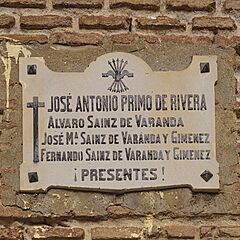 JOSÉ ANTONIO PRIMO DE RIVERA
ALVARO SAINZ DE VARANDA
JOSÉ Mª SAINZ DE VARANDA Y GIMENEZ
FERNANDO SAINZ DE VARANDA Y GIMENEZ
¡PRESENTES!